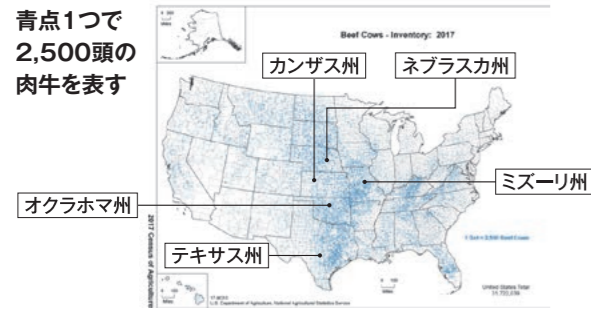 青点1つで
2,500頭の
肉牛を表す
Beef Cows - Inventory: 2017
カンザス州
ネブラスカ州
ミズーリ州
オクラホマ州
テキサス州
2017 Census of Agriculture
1 Dot = 2,500 Beef Cows
United States Total
U.S. Department of Agriculture, National Agricultural Statistics Service
Miles
Miles